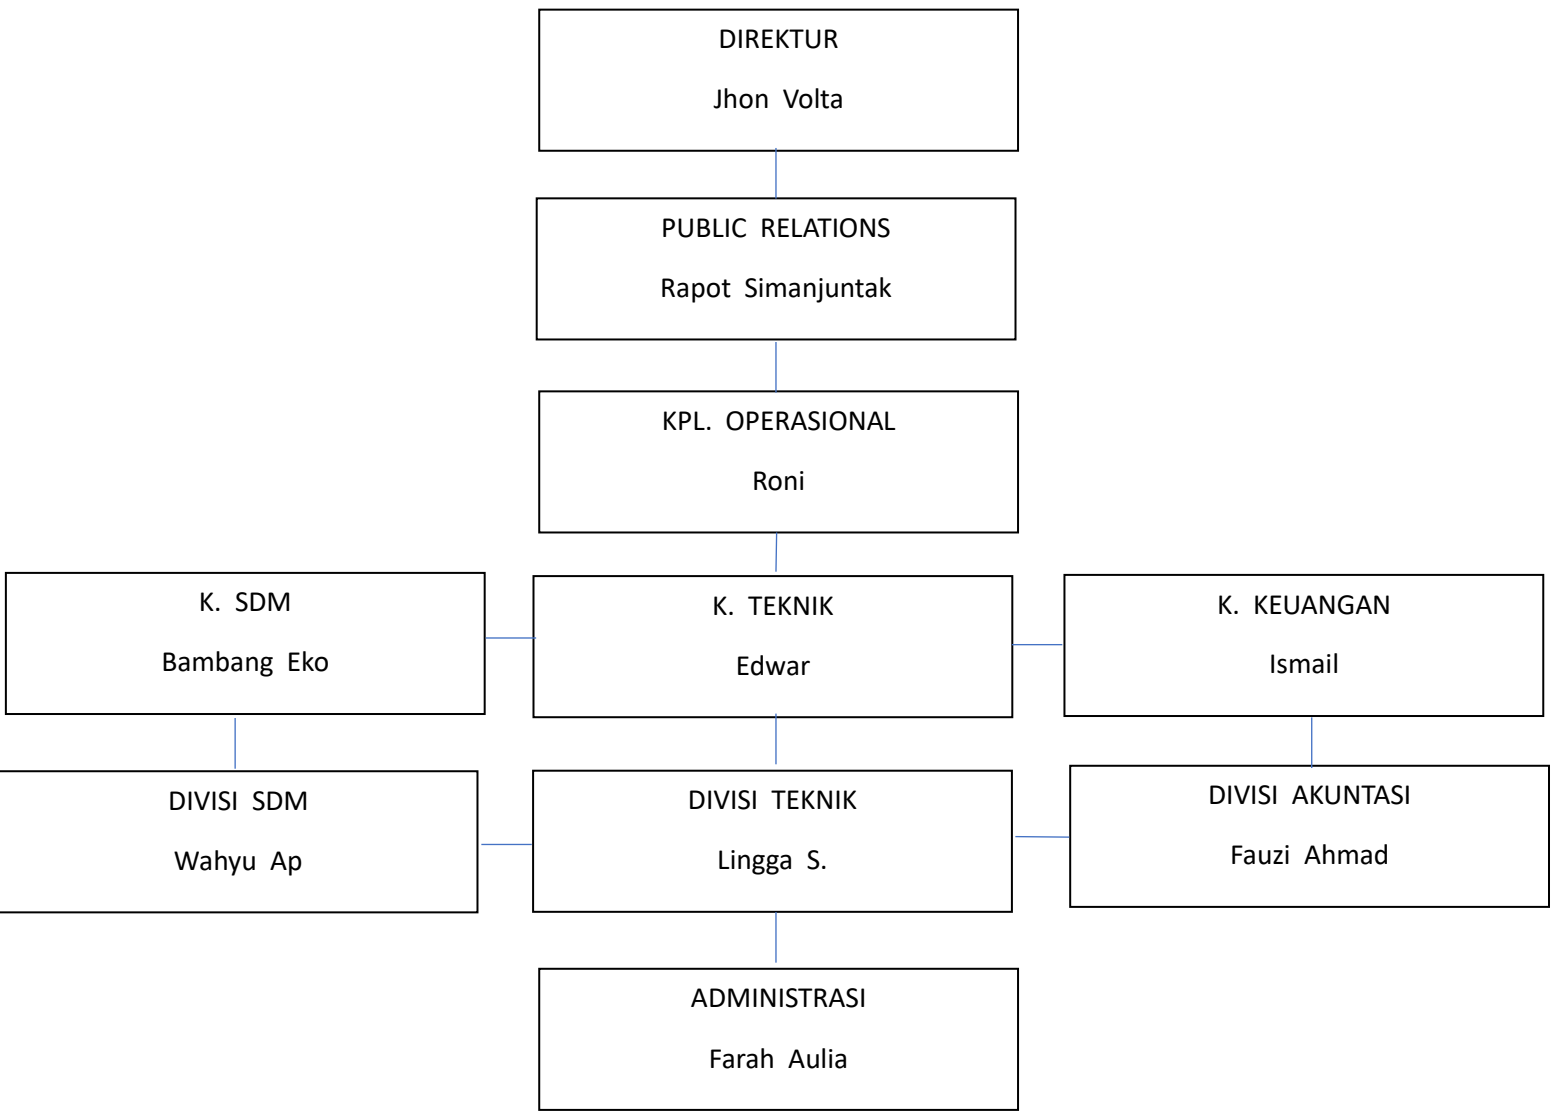 DIREKTUR
Jhon Volta
PUBLIC RELATIONS
Rapot Simanjuntak
KPL. OPERASIONAL
Roni
K. SDM
Bambang Eko
K. TEKNIK
Edwar
K. KEUANGAN
Ismail
DIVISI SDM
Wahyu Ap
DIVISI TEKNIK
Lingga S.
DIVISI AKUNTASI
Fauzi Ahmad
ADMINISTRASI
Farah Aulia